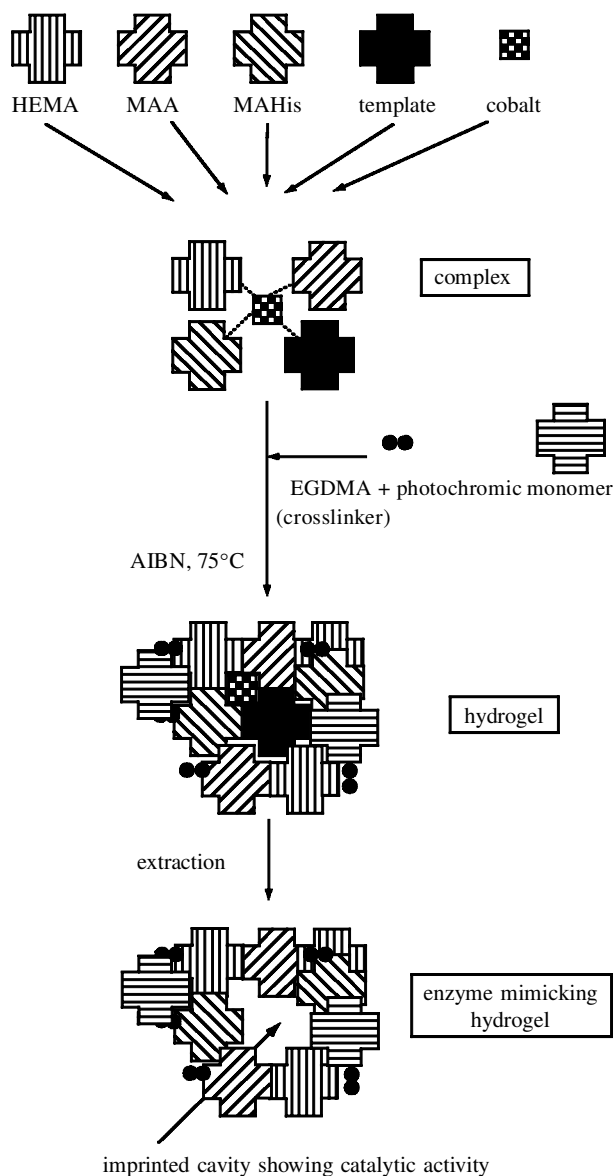 HEMA MAA MAHis template cobalt
complex
EGDMA + photochromic monomer
(crosslinker)
AIBN, 75°C
hydrogel
extraction
enzyme mimicking
hydrogel
imprinted cavity showing catalytic activity